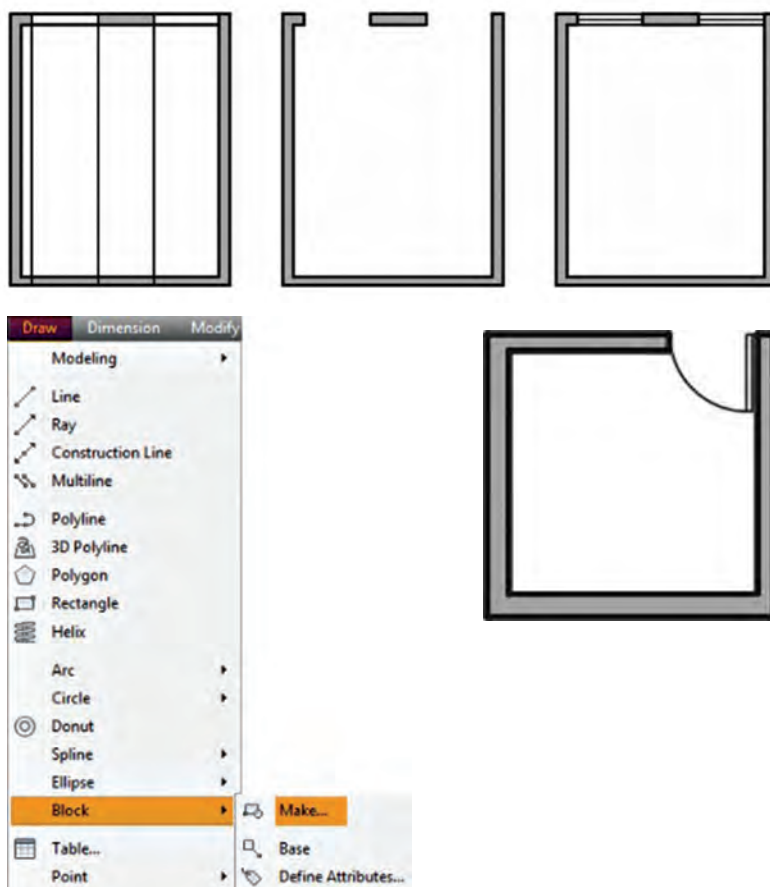 Draw Dimension Modify
Modeling
Line
Ray
Construction Line
Multiline
Polyline
3D Polyline
Polygon
Rectangle
Helix
Arc
Circle
Donut
Spline
Ellipse
Block Make...
Table... Base
Point Define Attributes...